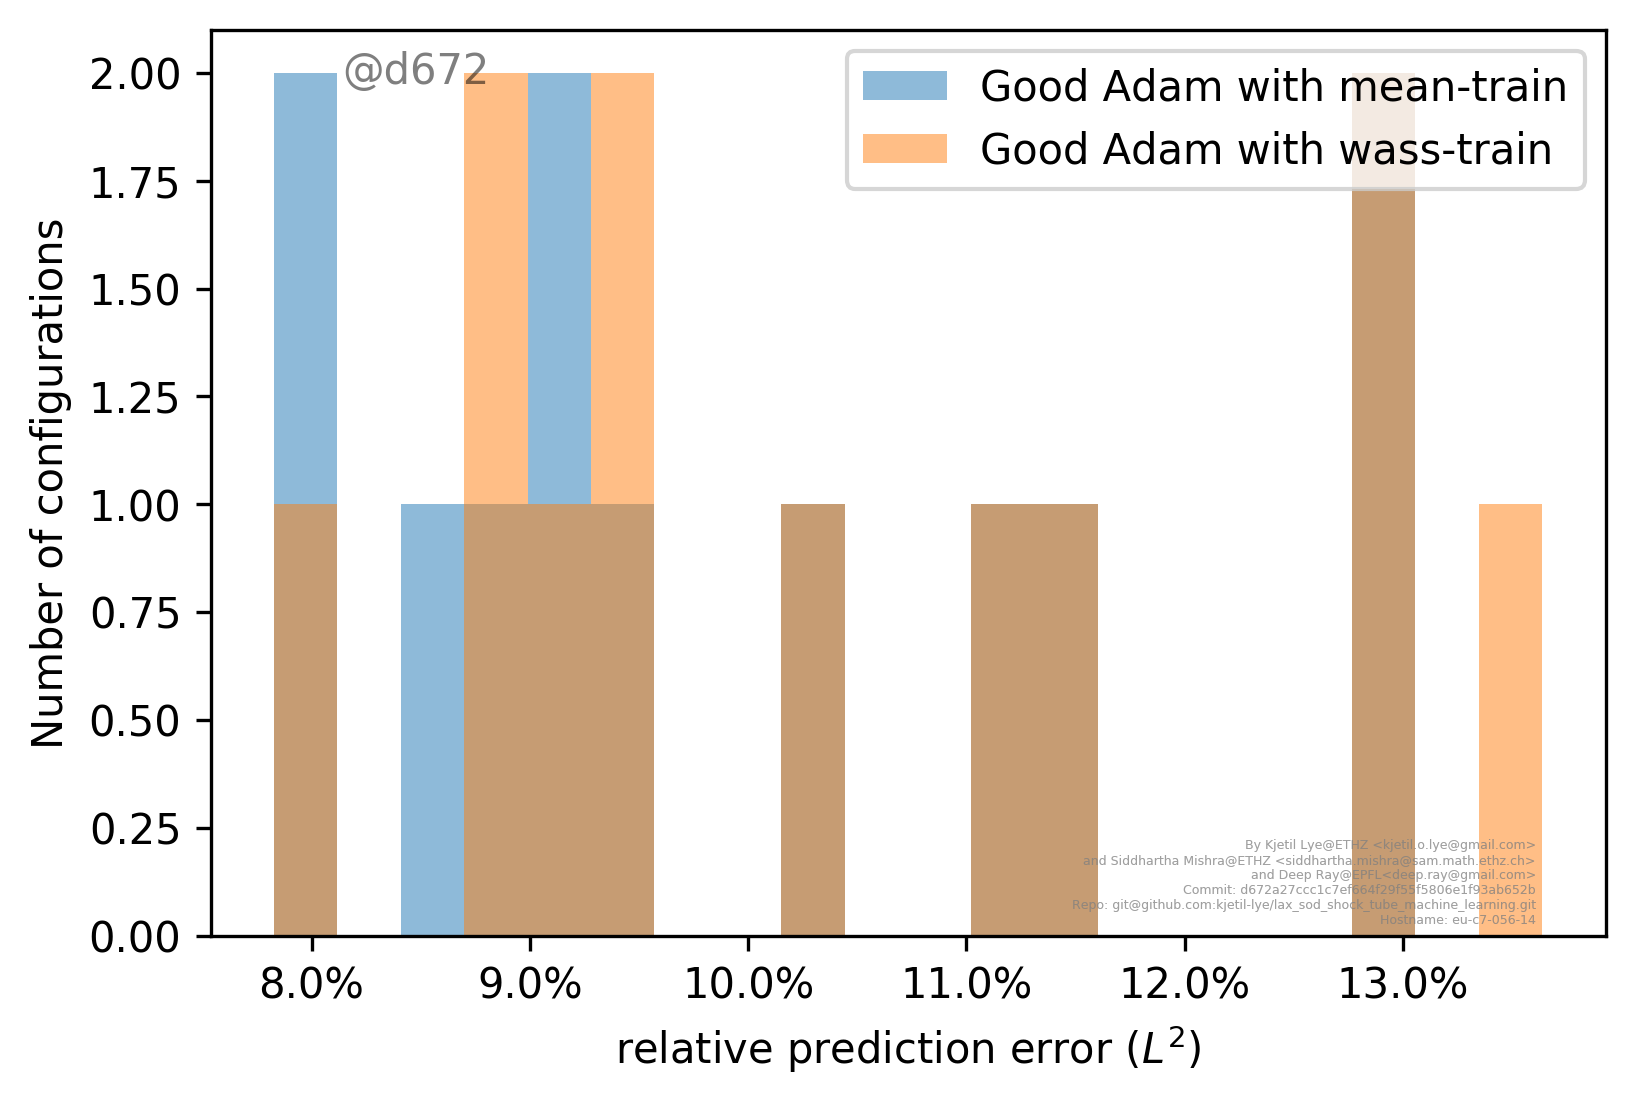 @d672
Good Adam with mean-train
Good Adam with wass-train
2.00
1.75
1.50
1.25
1.00
0.75
0.50
0.25
0.00
Number of configurations
By Kjetil Lye@ETHZ <kjetil.o.lye@gmail.com>
and Siddhartha Mishra@ETHZ <siddhartha.mishra@sam.math.ethz.ch>
and Deep Ray@EPFL<deep.ray@gmail.com>
Commit: d672a27ccc1c7ef664f29f55f5806e1f93ab652b
Repo: git@github.com:kjetil-lye/lax_sod_shock_tube_machine_learning.git
Hostname: eu-c7-056-14
8.0% 9.0% 10.0% 11.0% 12.0% 13.0%
relative prediction error (L²)